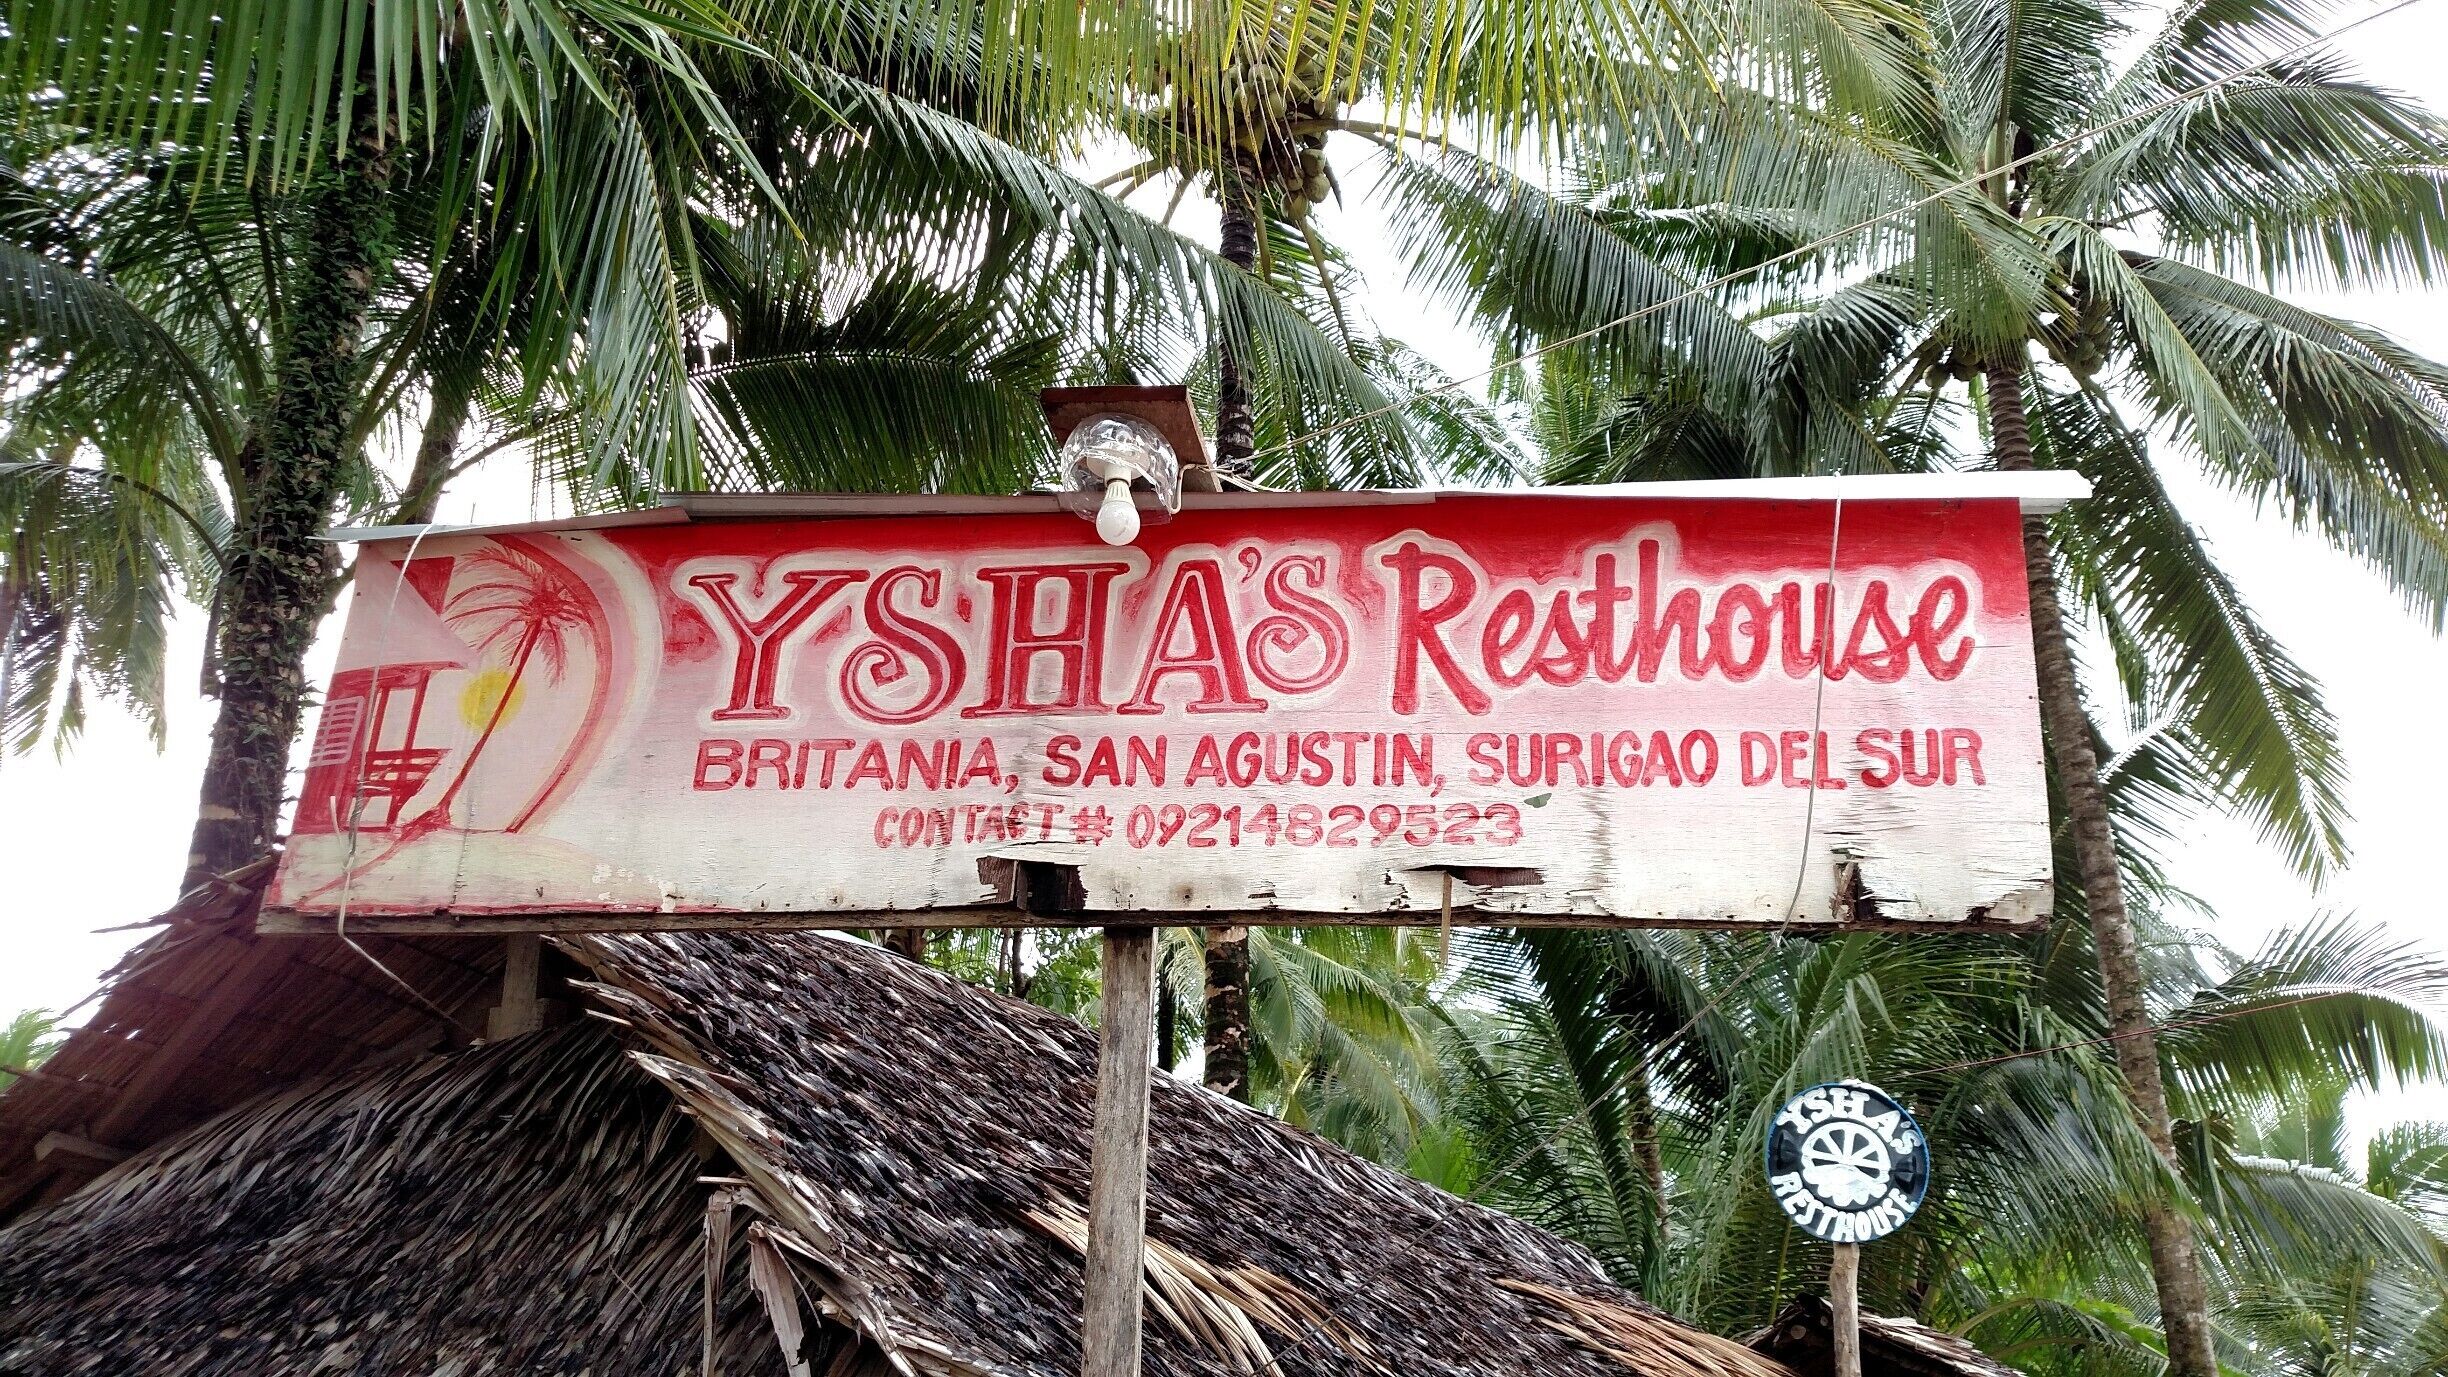 YSHA'S Resthouse
BRITANIA, SAN AGUSTIN, SURIGAO DEL SUR
CONTACT # 09214829523
YSHA'S
RESTHOUSE